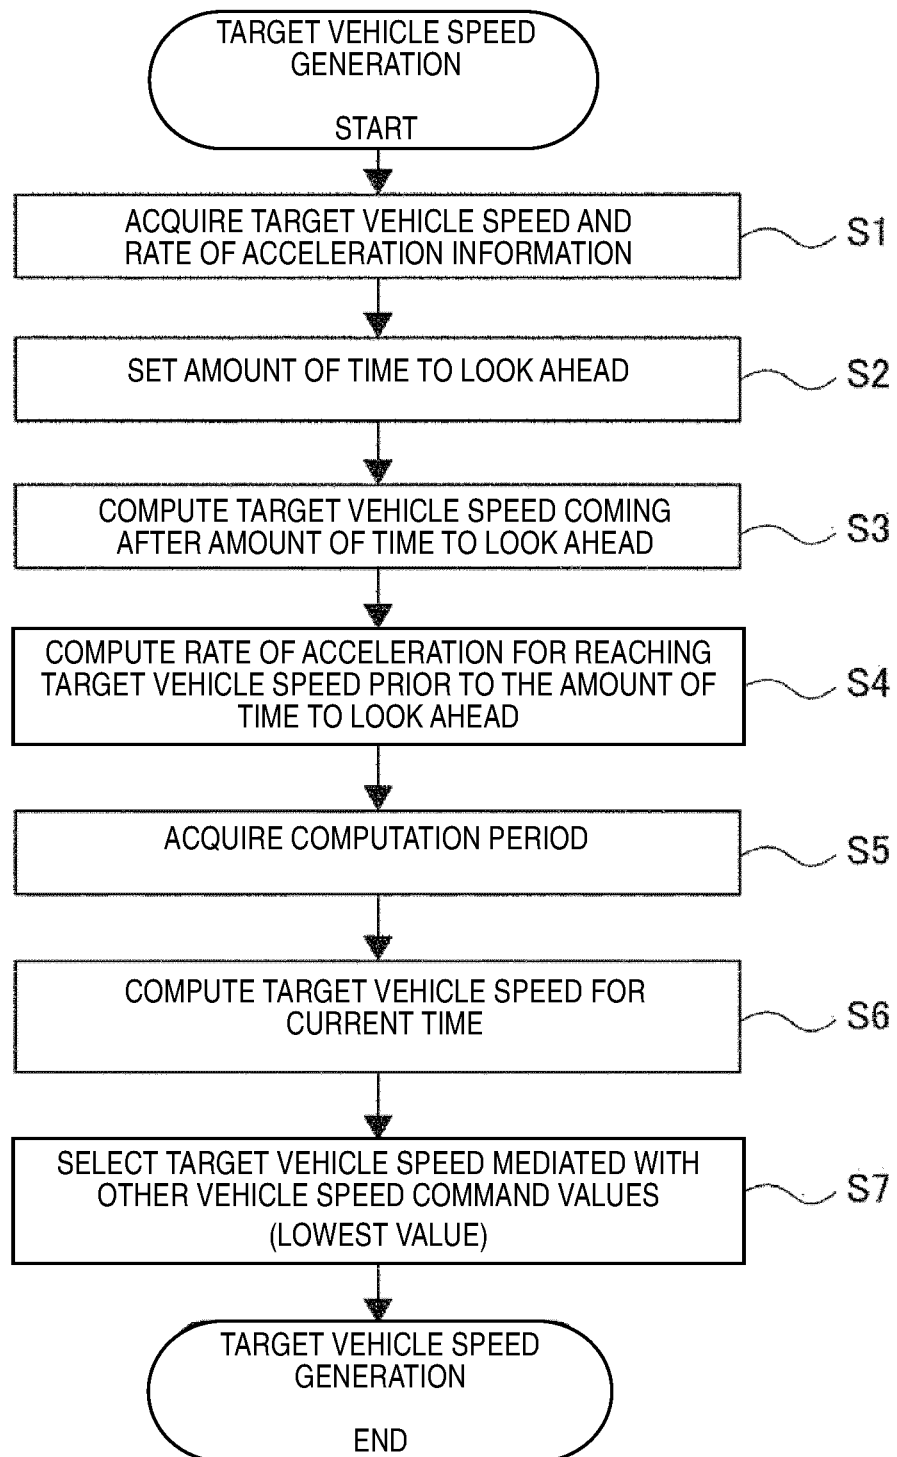 TARGET VEHICLE SPEED
GENERATION
START
ACQUIRE TARGET VEHICLE SPEED AND
RATE OF ACCELERATION INFORMATION
S1
SET AMOUNT OF TIME TO LOOK AHEAD
S2
COMPUTE TARGET VEHICLE SPEED COMING
AFTER AMOUNT OF TIME TO LOOK AHEAD
S3
COMPUTE RATE OF ACCELERATION FOR REACHING
TARGET VEHICLE SPEED PRIOR TO THE AMOUNT OF
TIME TO LOOK AHEAD
S4
ACQUIRE COMPUTATION PERIOD
S5
COMPUTE TARGET VEHICLE SPEED FOR
CURRENT TIME
S6
SELECT TARGET VEHICLE SPEED MEDIATED WITH
OTHER VEHICLE SPEED COMMAND VALUES
(LOWEST VALUE)
S7
TARGET VEHICLE SPEED
GENERATION
END